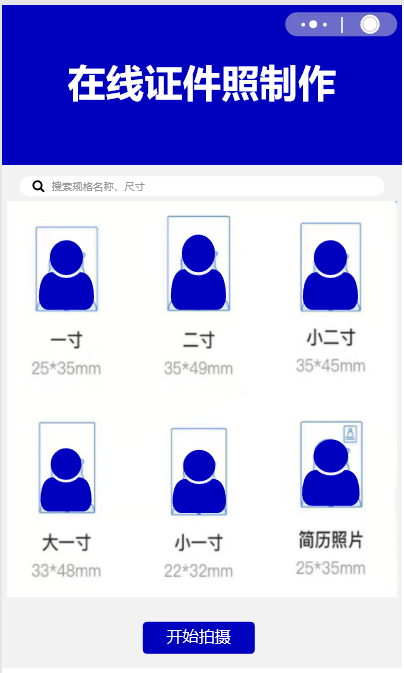 在线证件照制作
搜索规格名称、尺寸
一寸
二寸
小二寸
25*35mm
35*49mm
35*45mm
大一寸
小一寸
简历照片
33*48mm
22*32mm
25*35mm
开始拍摄